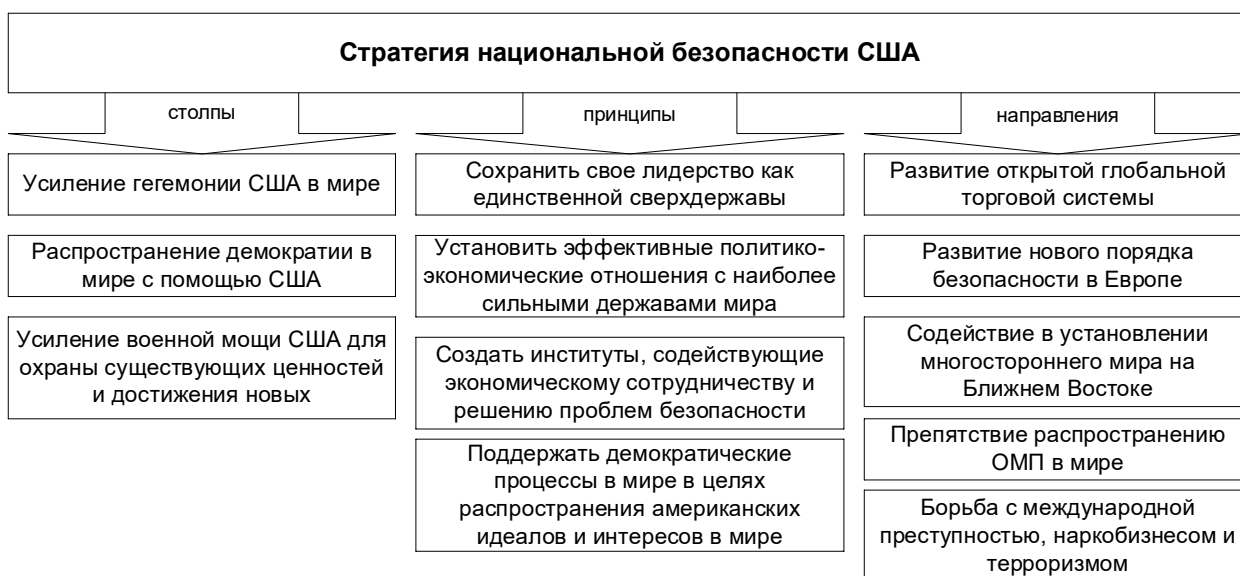 Стратегия национальной безопасности США
столпы
Усиление гегемонии США в мире
Распространение демократии в
мире с помощью США
Усиление военной мощи США для
охраны существующих ценностей
и достижения новых
принципы
Сохранить свое лидерство как
единственной сверхдержавы
Установить эффективные политико-
экономические отношения с наиболее
сильными державами мира
Создать институты, содействующие
экономическому сотрудничеству и
решению проблем безопасности
Поддержать демократические
процессы в мире в целях
распространения американских
идеалов и интересов в мире
направления
Развитие открытой глобальной
торговой системы
Развитие нового порядка
безопасности в Европе
Содействие в установлении
многостороннего мира на
Ближнем Востоке
Препятствие распространению
ОМП в мире
Борьба с международной
преступностью, наркобизнесом и
терроризмом